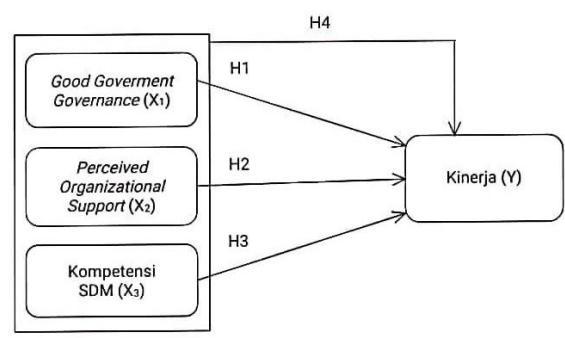 H4
Good Goverment
Governance (X₁)
H1
Perceived
Organizational
Support (X₂)
H2
Kinerja (Y)
H3
Kompetensi
SDM (X₃)